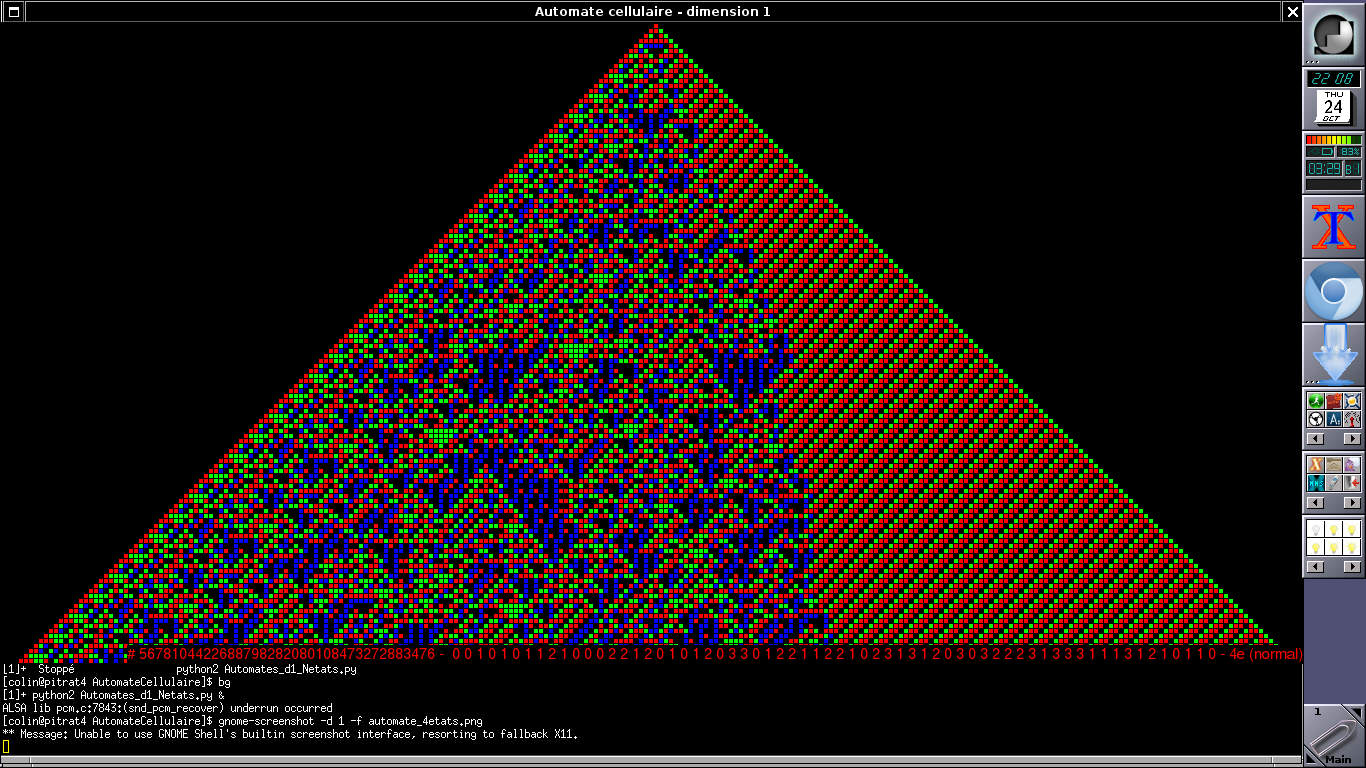 Automate cellulaire - dimension 1
22 08
THU
24
OCT
83%
03:29
# 56781044226887982820801084732728834​76 - 0 0 1 0 1 0 1 1 2 1 0 0 0 2 2 1 2 0 1 0 1 2 0 3 0 1 2 2 1 1 2 2 1 1 2 0 1 0 2 0 3 0 3 2 2 2 3 1 3 3 3 1 1 1 3 1 2 1 0 1 1 0 - 4e (normal)
[1]+  Stoppé                 python2 Automates_d1_Netats.py
[colin@pitrat4 AutomateCellulaire]$ bg
[1]+ python2 Automates_d1_Netats.py &
ALSA lib pcm.c:7843:(snd_pcm_recover) underrun occurred
[colin@pitrat4 AutomateCellulaire]$ gnome-screenshot -d 1 -f automate_4etats.png
** Message: Unable to use GNOME Shell's builtin screenshot interface, resorting to fallback X11.
1
Main